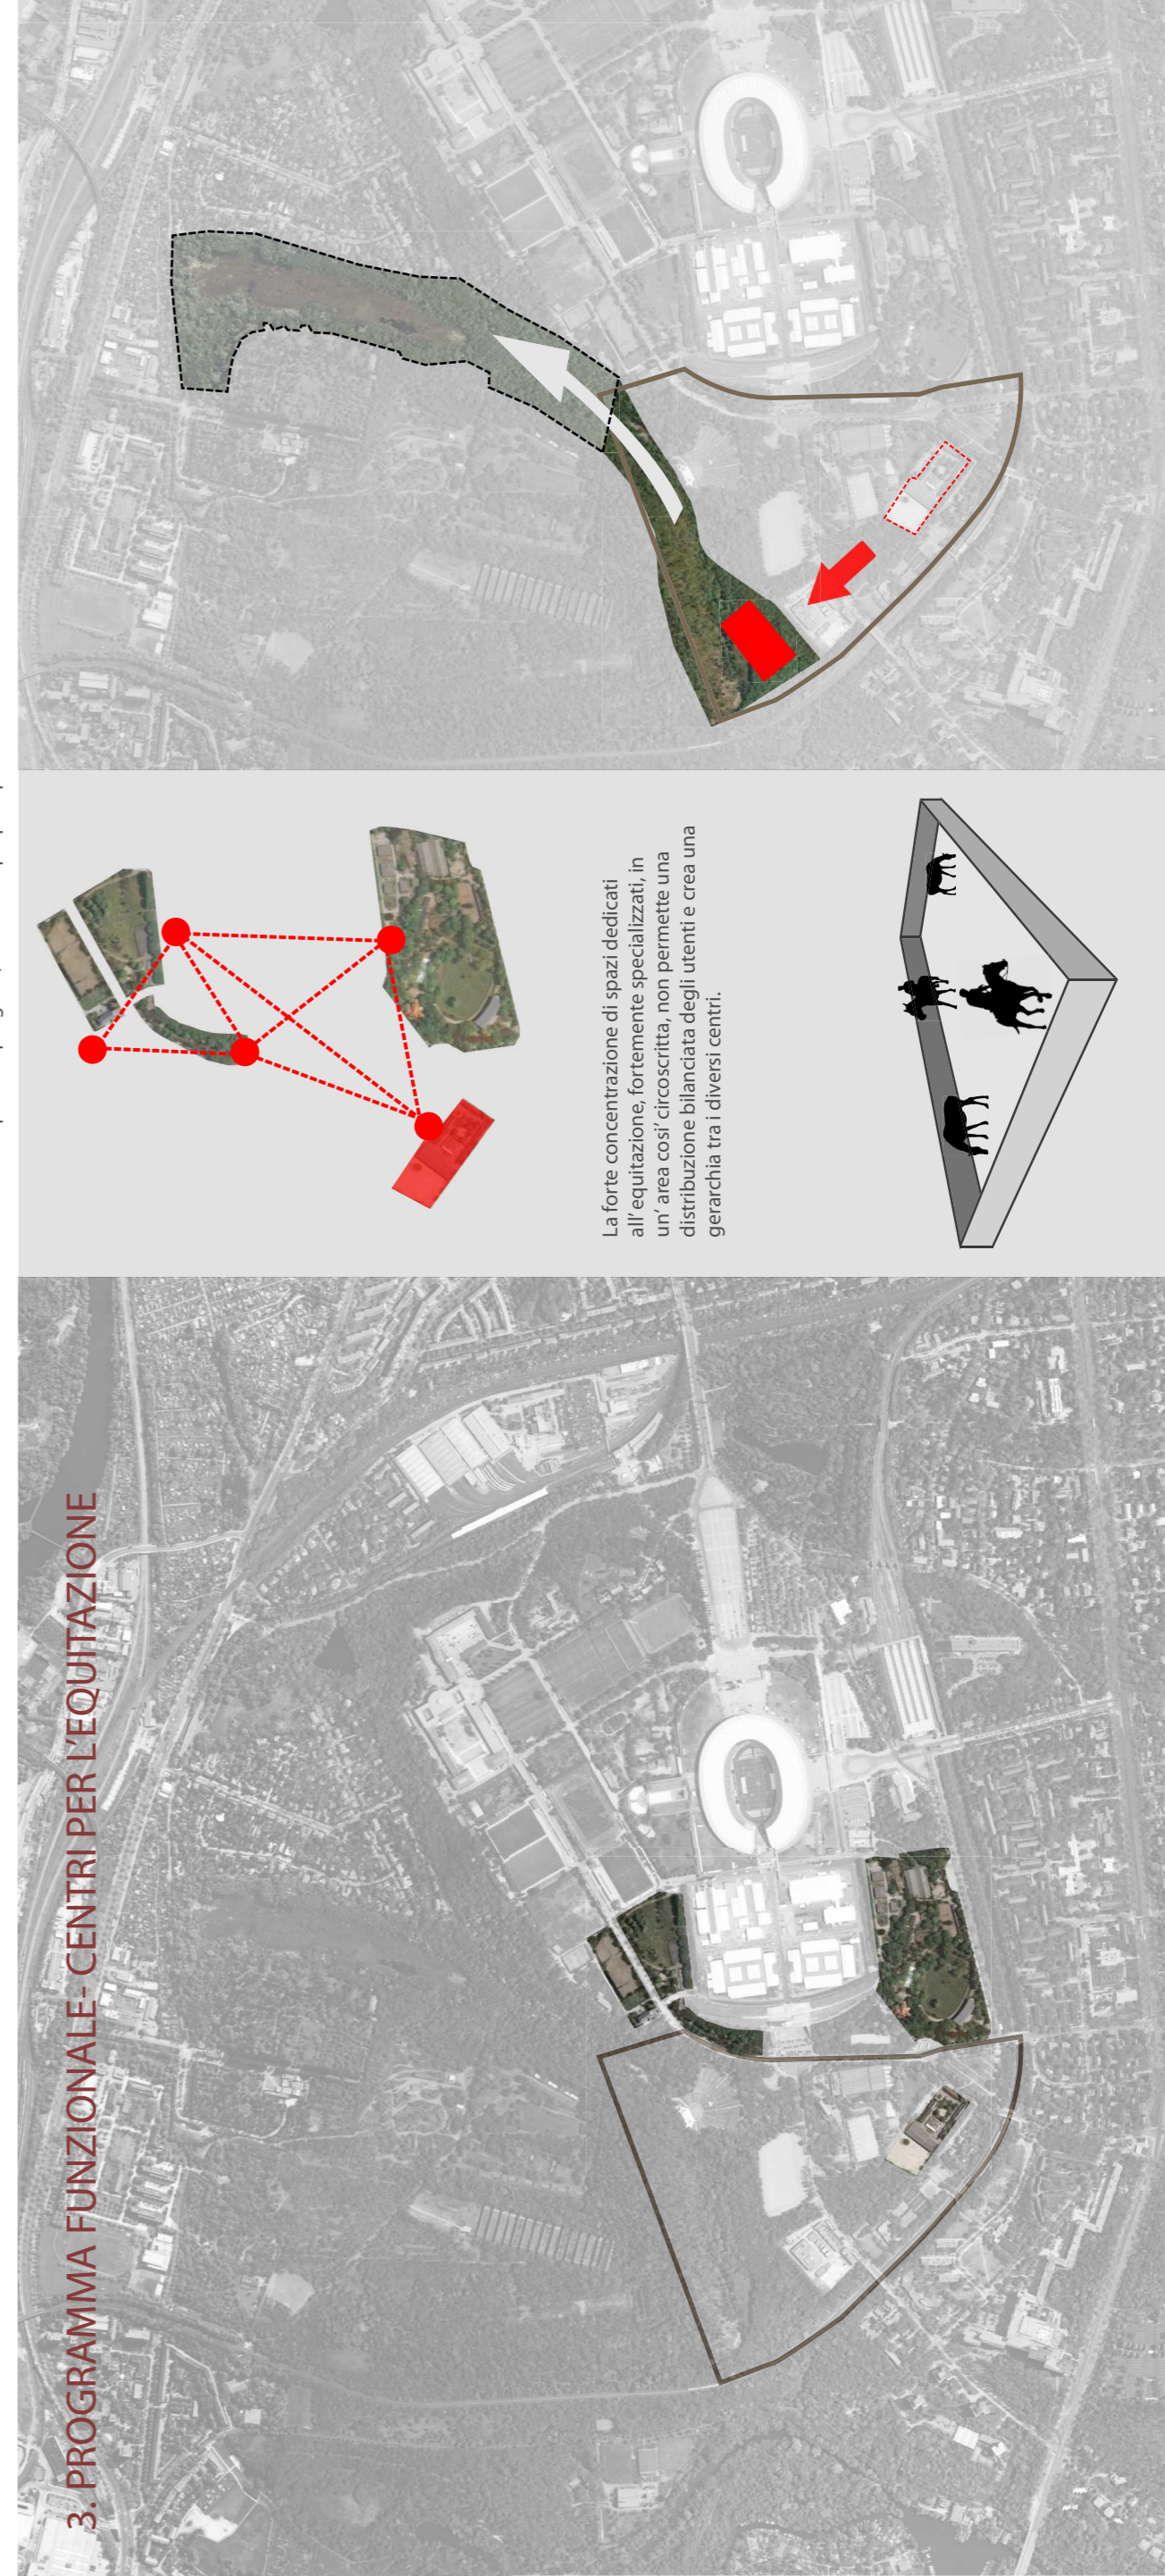 3. PROGRAMMA FUNZIONALE- CENTRI PER L'EQUITAZIONE
La forte concentrazione di spazi dedicati
all' equitazione, fortemente specializzati, in
un' area cosi' circoscritta, non permette una
distribuzione bilanciata degli utenti e crea una
gerarchia tra i diversi centri.